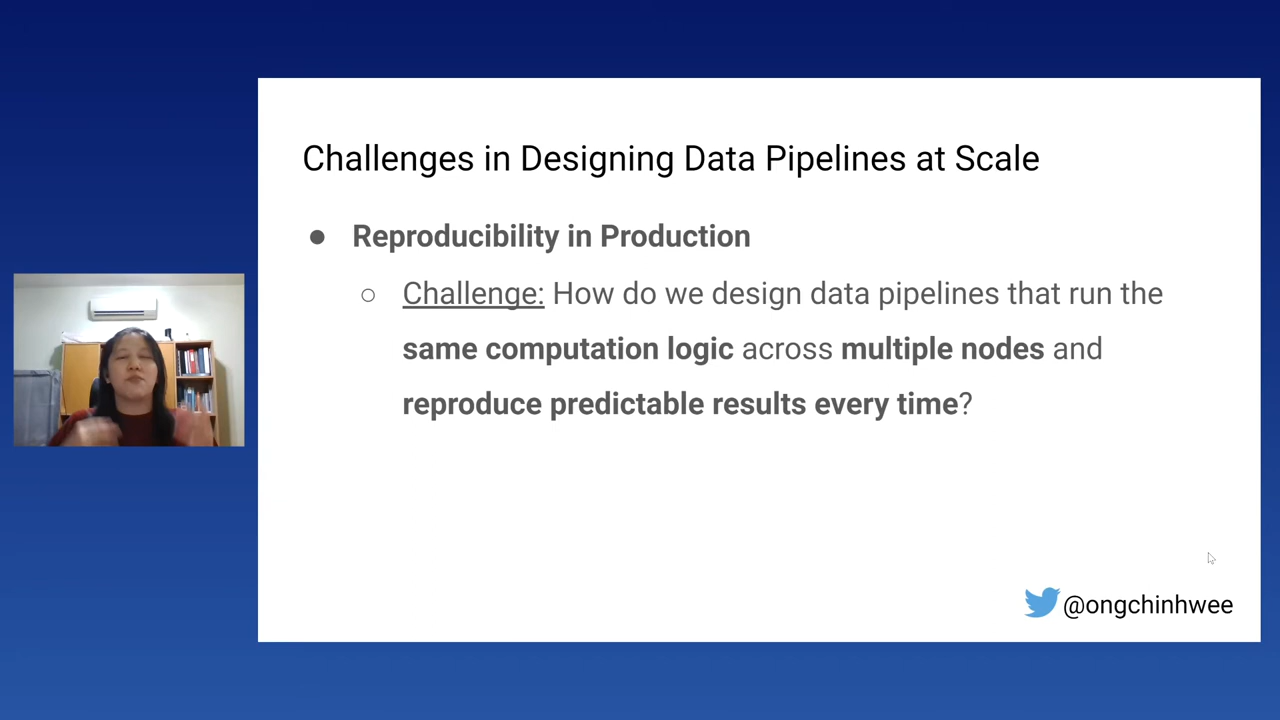 Challenges in Designing Data Pipelines at Scale
● Reproducibility in Production
○ Challenge: How do we design data pipelines that run the
same computation logic across multiple nodes and
reproduce predictable results every time?
@ongchinhwee